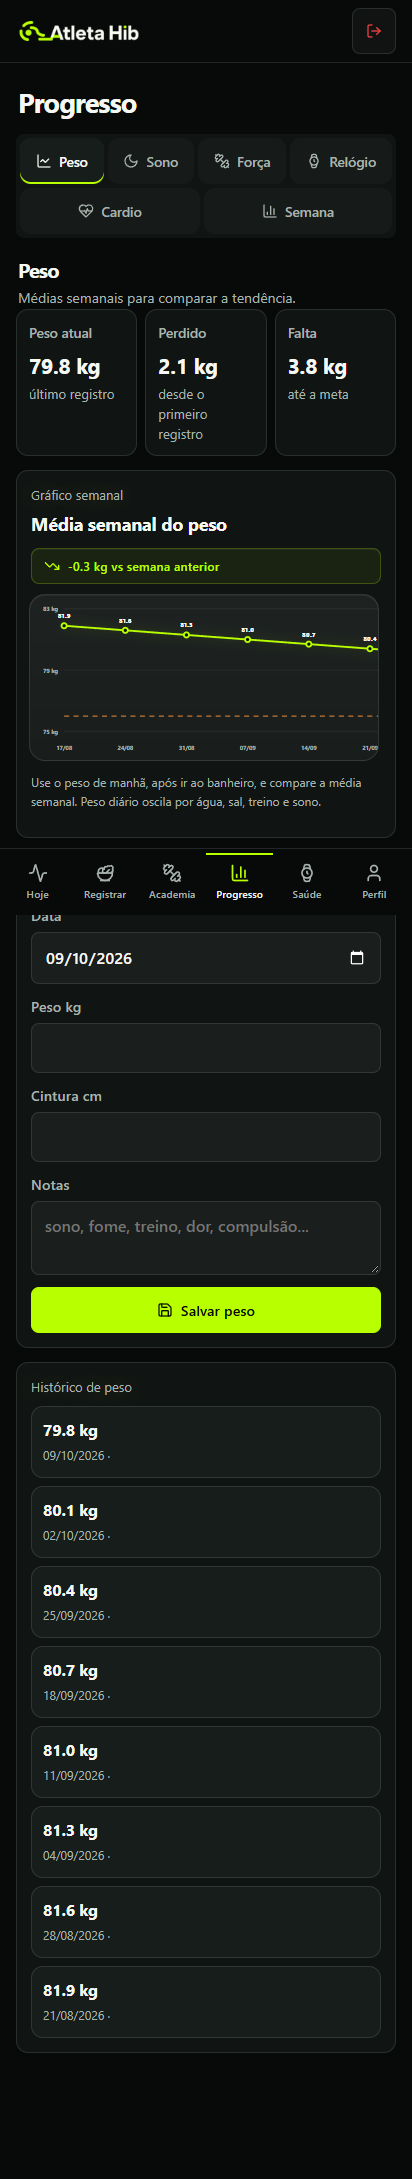 Atleta Hib
Progresso
Peso
Sono
Força
Relógio
Cardio
Semana
Peso
Médias semanais para comparar a tendência.
Peso atual
79.8 kg
último registro
Perdido
2.1 kg
desde o
primeiro
registro
Falta
3.8 kg
até a meta
Gráfico semanal
Média semanal do peso
-0.3 kg vs semana anterior
83 kg
79 kg
75 kg
81.9
81.6
81.3
81.0
80.7
80.4
17/08
24/08
31/08
07/09
14/09
21/09
Use o peso de manhã, após ir ao banheiro, e compare a média
semanal. Peso diário oscila por água, sal, treino e sono.
Hoje
Registrar
Academia
Progresso
Saúde
Perfil
Data
09/10/2026
Peso kg
Cintura cm
Notas
sono, fome, treino, dor, compulsão...
Salvar peso
Histórico de peso
79.8 kg
09/10/2026 ·
80.1 kg
02/10/2026 ·
80.4 kg
25/09/2026 ·
80.7 kg
18/09/2026 ·
81.0 kg
11/09/2026 ·
81.3 kg
04/09/2026 ·
81.6 kg
28/08/2026 ·
81.9 kg
21/08/2026 ·